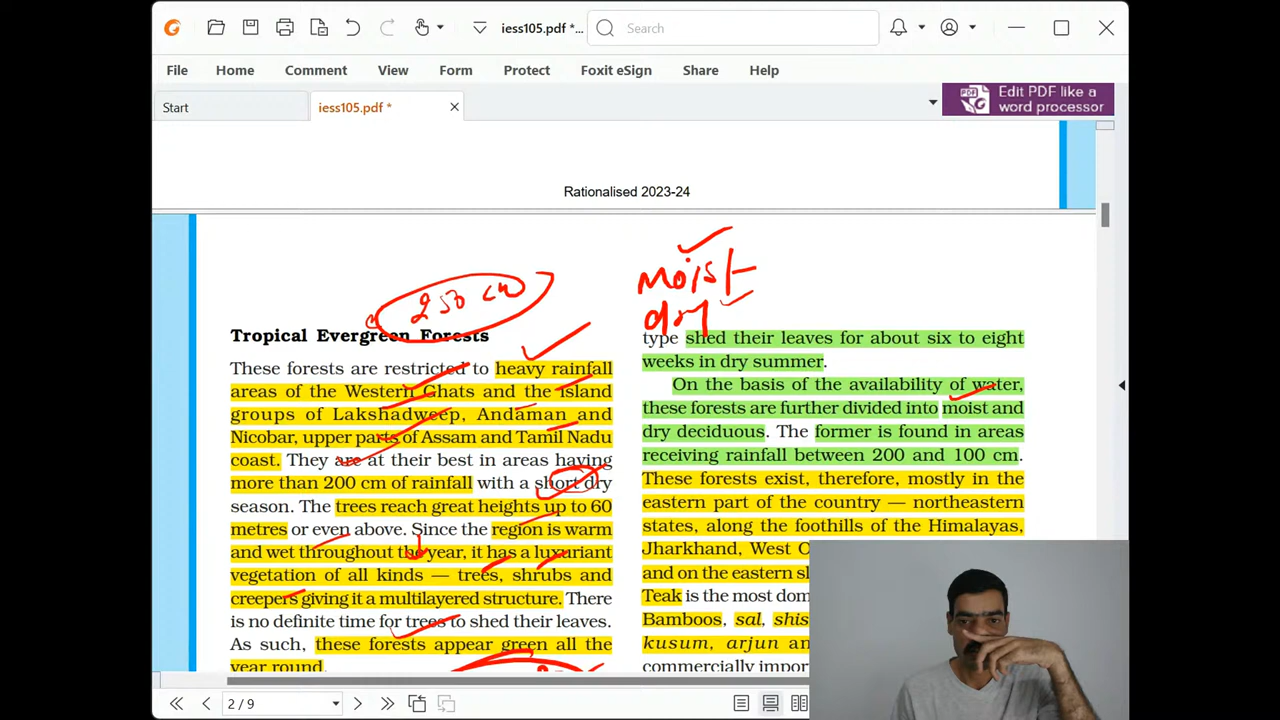 iess105.pdf *...
Search
File Home Comment View Form Protect Foxit eSign Share Help
Start
iess105.pdf *
Edit PDF like a
word processor
Rationalised 2023-24
250 cm
moist
dry
Tropical Evergreen Forests
These forests are restricted to heavy rainfall
areas of the Western Ghats and the island
groups of Lakshadweep, Andaman and
Nicobar, upper parts of Assam and Tamil Nadu
coast. They are at their best in areas having
more than 200 cm of rainfall with a short dry
season. The trees reach great heights up to 60
metres or even above. Since the region is warm
and wet throughout the year, it has a luxuriant
vegetation of all kinds — trees, shrubs and
creepers giving it a multilayered structure. There
is no definite time for trees to shed their leaves.
As such, these forests appear green all the
year round.
type shed their leaves for about six to eight
weeks in dry summer.
On the basis of the availability of water,
these forests are further divided into moist and
dry deciduous. The former is found in areas
receiving rainfall between 200 and 100 cm.
These forests exist, therefore, mostly in the
eastern part of the country — northeastern
states, along the foothills of the Himalayas,
Jharkhand, West O
and on the eastern sl
Teak is the most dom
Bamboos, sal, shis
kusum, arjun an
commercially impor
2 / 9